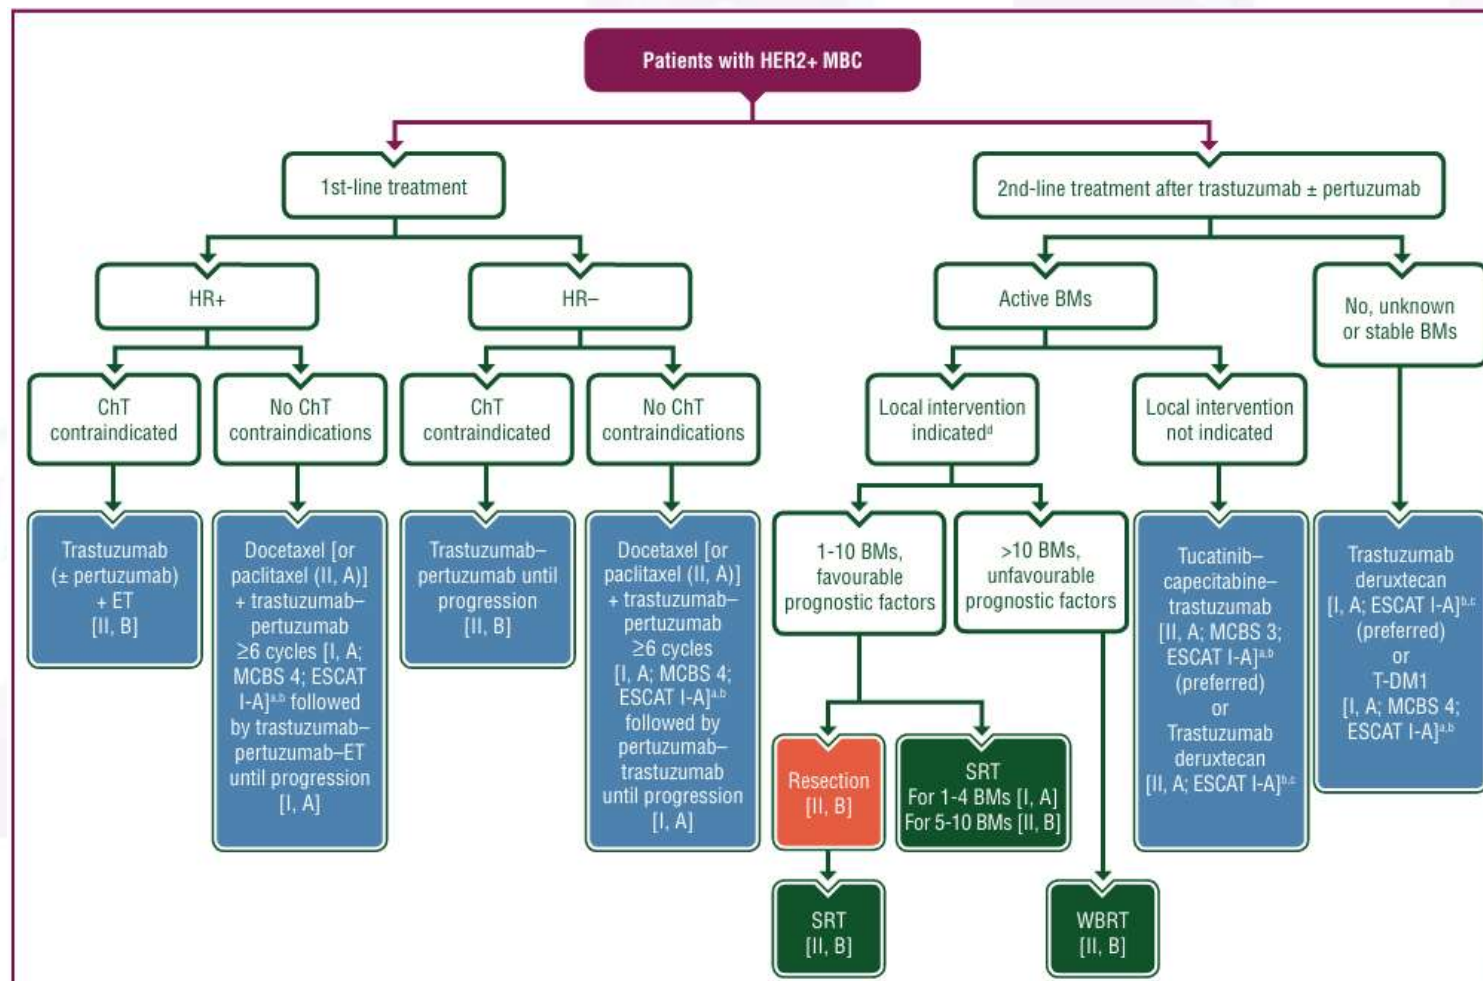 Patients with HER2+ MBC
1st-line treatment
2nd-line treatment after trastuzumab ± pertuzumab
HR+
HR–
Active BMs
No, unknown
or stable BMs
ChT
contraindicated
No ChT
contraindications
ChT
contraindicated
No ChT
contraindications
Local intervention
indicatedᵈ
Local intervention
not indicated
Trastuzumab
(± pertuzumab)
+ ET
[II, B]
Docetaxel [or
paclitaxel (II, A)]
+ trastuzumab–
pertuzumab
≥6 cycles [I, A;
MCBS 4; ESCAT
I-A]ᵃ,ᵇ followed
by trastuzumab–
pertuzumab–ET
until progression
[I, A]
Trastuzumab–
pertuzumab until
progression
[II, B]
Docetaxel [or
paclitaxel (II, A)]
+ trastuzumab–
pertuzumab
≥6 cycles
[I, A; MCBS 4;
ESCAT I-A]ᵃ,ᵇ
followed by
pertuzumab–
trastuzumab
until progression
[I, A]
1-10 BMs,
favourable
prognostic factors
>10 BMs,
unfavourable
prognostic factors
Tucatinib–
capecitabine–
trastuzumab
[II, A; MCBS 3;
ESCAT I-A]ᵃ,ᵇ
(preferred)
or
Trastuzumab
deruxtecan
[II, A; ESCAT I-A]ᵇ,ᶜ
Trastuzumab
deruxtecan
[I, A; ESCAT I-A]ᵇ,ᶜ
(preferred)
or
T-DM1
[I, A; MCBS 4;
ESCAT I-A]ᵃ,ᵇ
Resection
[II, B]
SRT
For 1-4 BMs [I, A]
For 5-10 BMs [II, B]
SRT
[II, B]
WBRT
[II, B]